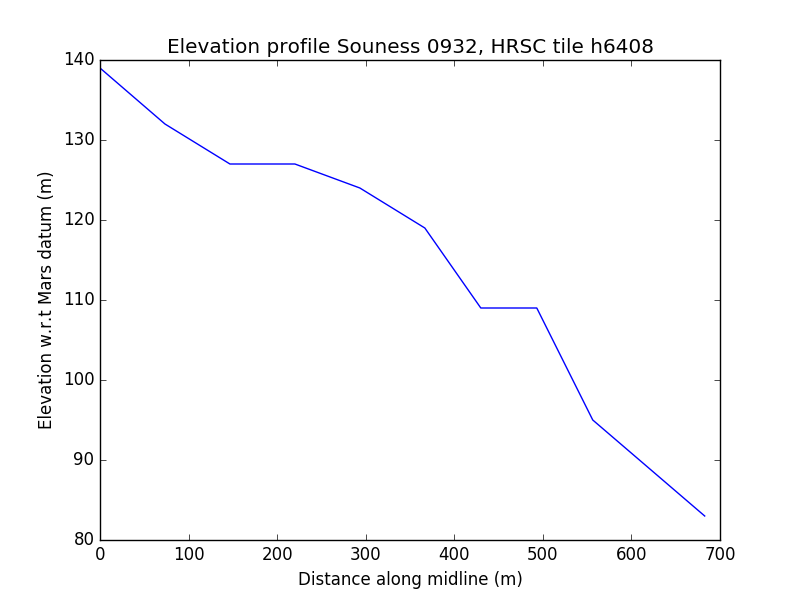 Elevation profile Souness 0932, HRSC tile h6408
140
130
120
110
100
90
80
Elevation w.r.t Mars datum (m)
0 100 200 300 400 500 600 700
Distance along midline (m)